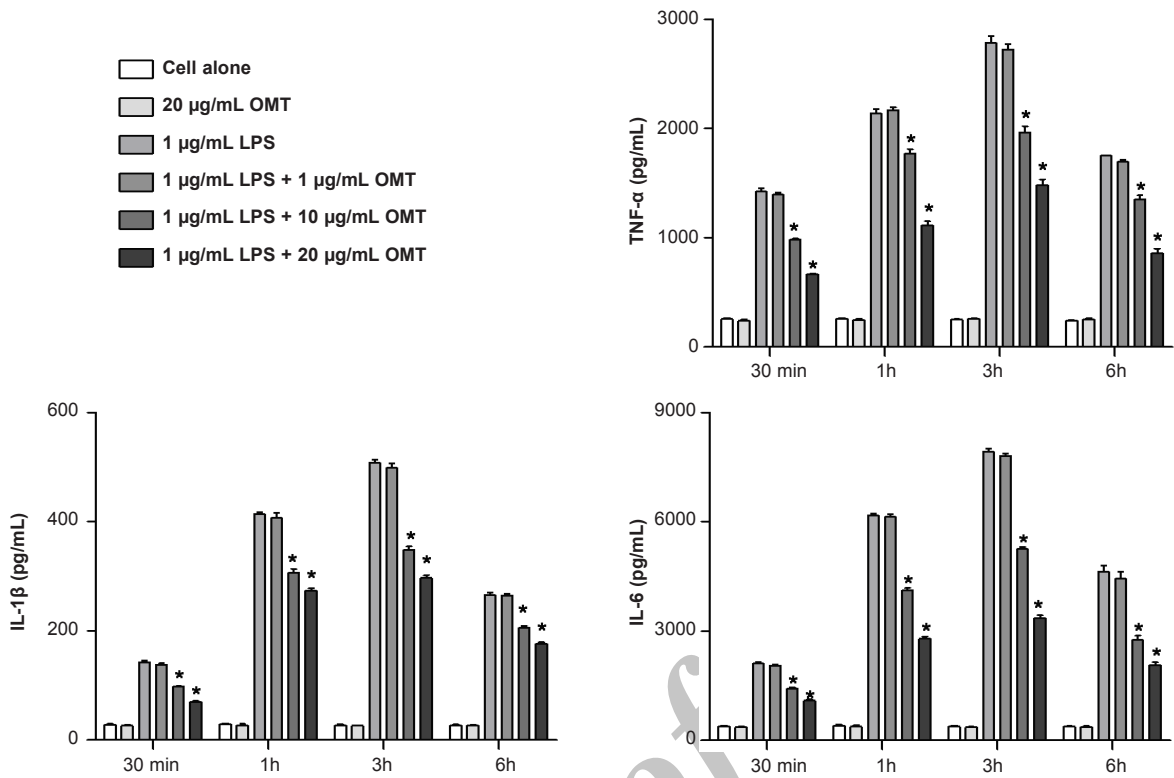 Cell alone
20 µg/mL OMT
1 µg/mL LPS
1 µg/mL LPS + 1 µg/mL OMT
1 µg/mL LPS + 10 µg/mL OMT
1 µg/mL LPS + 20 µg/mL OMT
TNF-α (pg/mL)
3000
2000
1000
0
* * * * * * * *
30 min 1h 3h 6h
IL-1β (pg/mL)
600
400
200
0
* * * * * * * *
30 min 1h 3h 6h
IL-6 (pg/mL)
9000
6000
3000
0
* * * * * * * *
30 min 1h 3h 6h